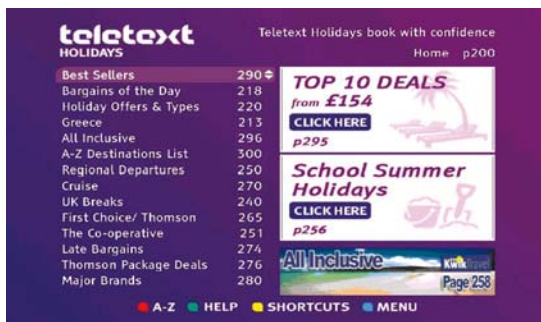 teletext
HOLIDAYS
Teletext Holidays book with confidence
Home p200
Best Sellers 290
Bargains of the Day 218
Holiday Offers & Types 220
Greece 213
All Inclusive 296
A-Z Destinations List 300
Regional Departures 250
Cruise 270
UK Breaks 240
First Choice/ Thomson 265
The Co-operative 251
Late Bargains 274
Thomson Package Deals 276
Major Brands 280
TOP 10 DEALS
from £154
CLICK HERE
p295
School Summer
Holidays
CLICK HERE
p256
All Inclusive
KwikTravel
Page 258
A-Z HELP SHORTCUTS MENU